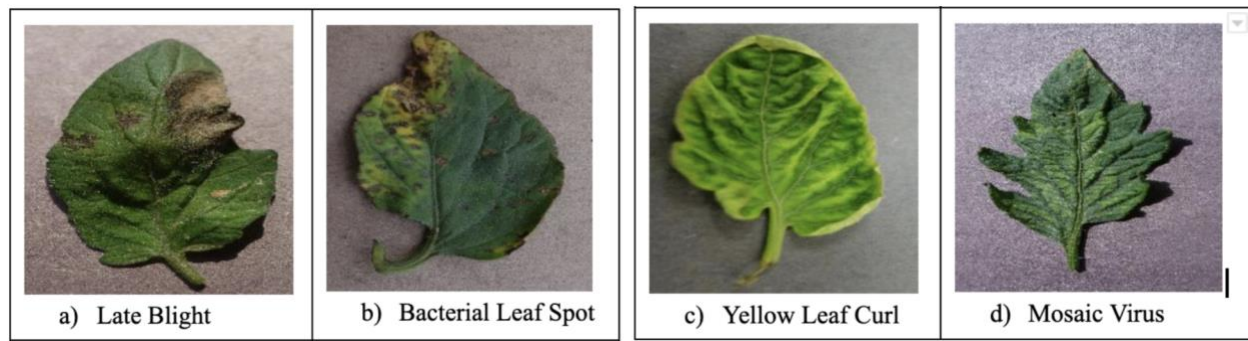 a) Late Blight
b) Bacterial Leaf Spot
c) Yellow Leaf Curl
d) Mosaic Virus